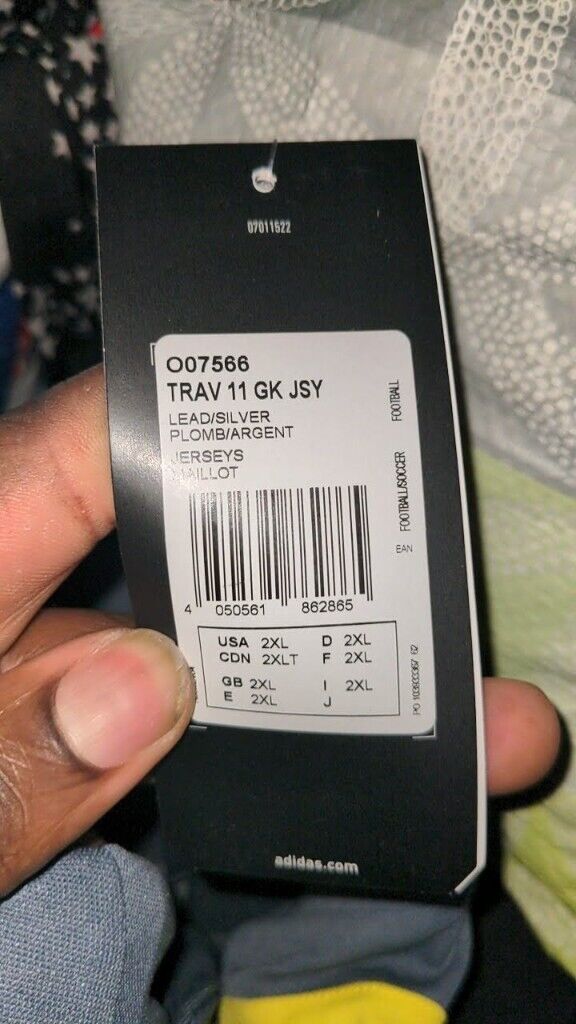 07011522
O07566
TRAV 11 GK JSY
LEAD/SILVER
PLOMB/ARGENT
JERSEYS
MAILLOT
FOOTBALL
FOOTBALL/SOCCER
EAN
4 050561 862865
USA 2XL D 2XL
CDN 2XLT F 2XL
GB 2XL I 2XL
E 2XL J
adidas.com